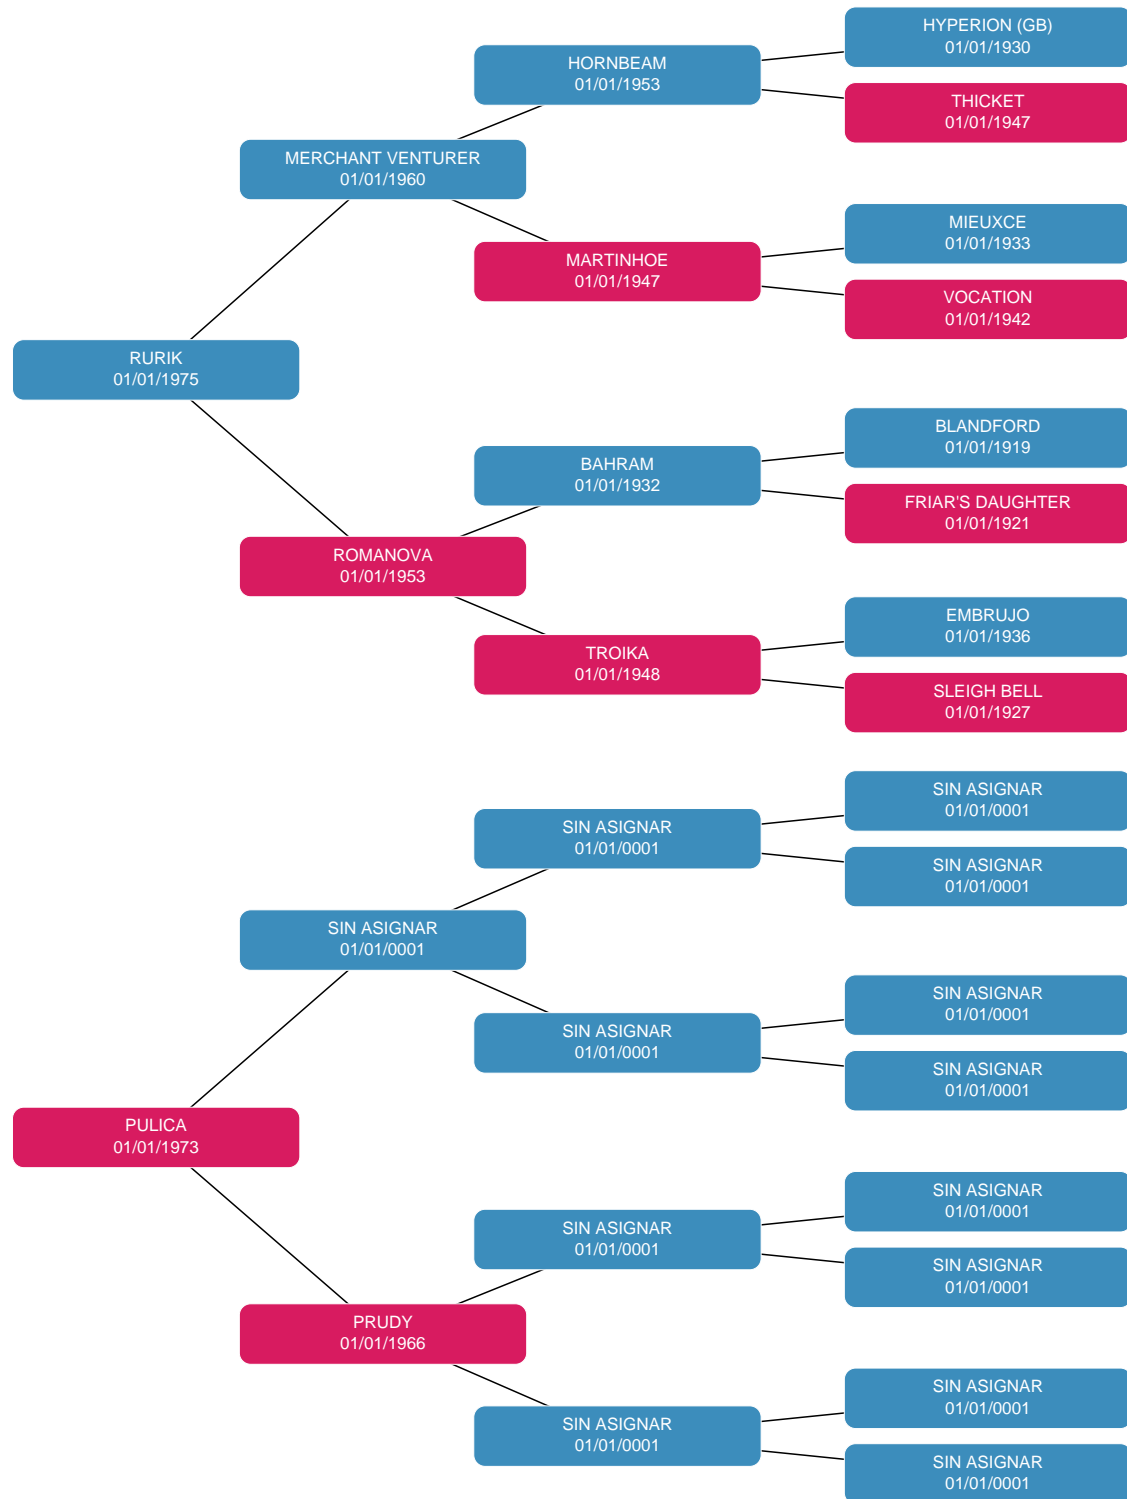 HYPERION (GB)
01/01/1930
HORNBEAM
01/01/1953
THICKET
01/01/1947
MERCHANT VENTURER
01/01/1960
MIEUXCE
01/01/1933
MARTINHOE
01/01/1947
VOCATION
01/01/1942
RURIK
01/01/1975
BLANDFORD
01/01/1919
BAHRAM
01/01/1932
FRIAR'S DAUGHTER
01/01/1921
ROMANOVA
01/01/1953
EMBRUJO
01/01/1936
TROIKA
01/01/1948
SLEIGH BELL
01/01/1927
SIN ASIGNAR
01/01/0001
SIN ASIGNAR
01/01/0001
SIN ASIGNAR
01/01/0001
SIN ASIGNAR
01/01/0001
SIN ASIGNAR
01/01/0001
SIN ASIGNAR
01/01/0001
SIN ASIGNAR
01/01/0001
PULICA
01/01/1973
SIN ASIGNAR
01/01/0001
SIN ASIGNAR
01/01/0001
SIN ASIGNAR
01/01/0001
PRUDY
01/01/1966
SIN ASIGNAR
01/01/0001
SIN ASIGNAR
01/01/0001
SIN ASIGNAR
01/01/0001